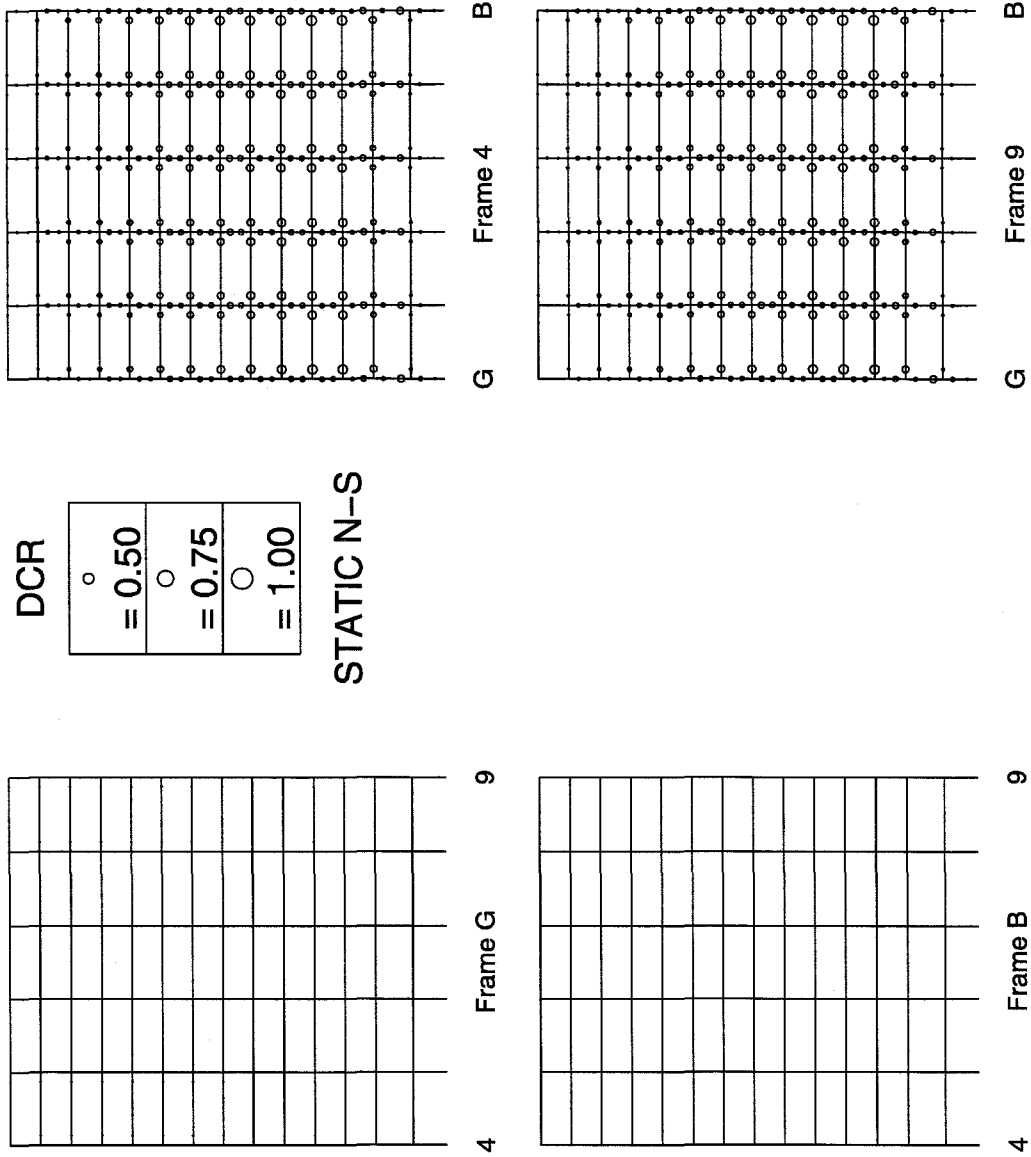 DCR
= 0.50
= 0.75
= 1.00
STATIC N–S
G Frame 4 B
4 Frame G 9
G Frame 9 B
4 Frame B 9